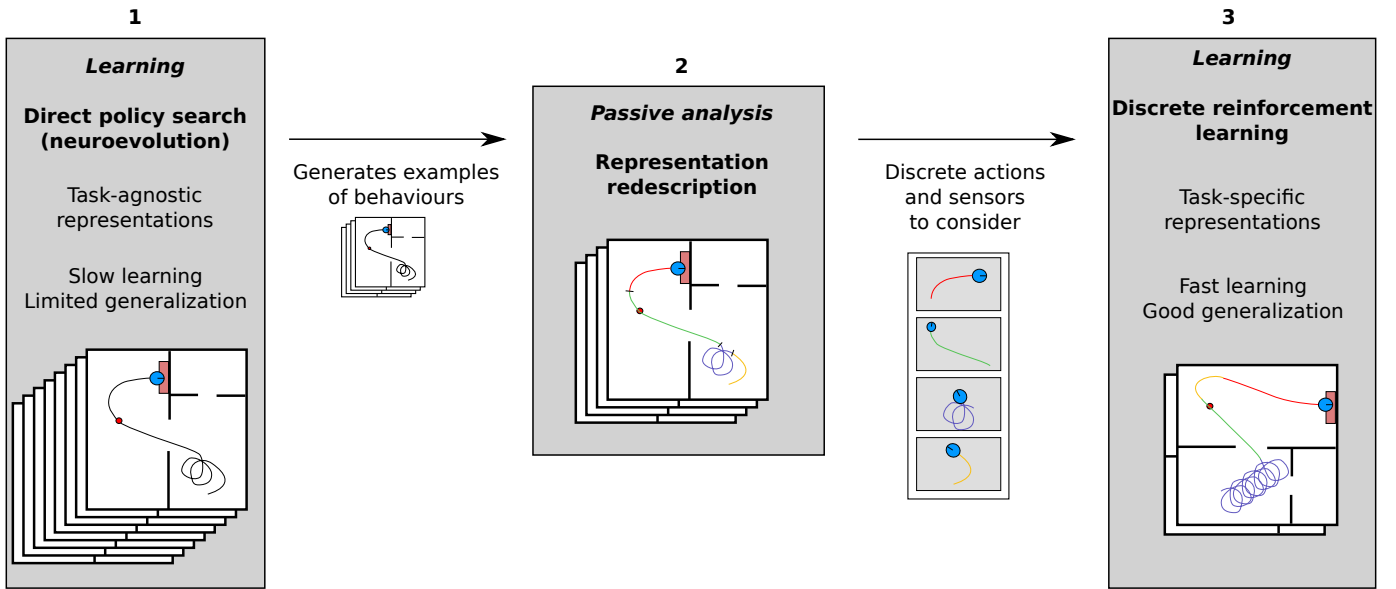 1
Learning
Direct policy search
(neuroevolution)
Task-agnostic
representations
Slow learning
Limited generalization
Generates examples
of behaviours
2
Passive analysis
Representation
redescription
Discrete actions
and sensors
to consider
3
Learning
Discrete reinforcement
learning
Task-specific
representations
Fast learning
Good generalization